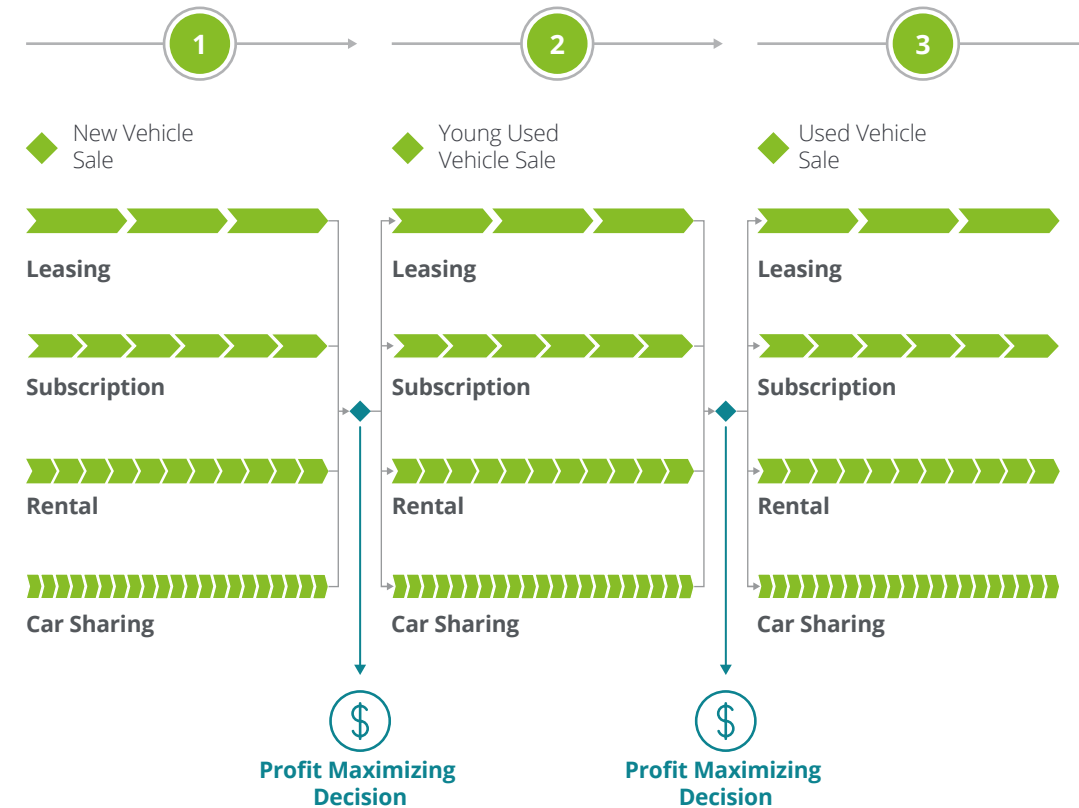 1
2
3
New Vehicle
Sale
Young Used
Vehicle Sale
Used Vehicle
Sale
Leasing
Leasing
Leasing
Subscription
Subscription
Subscription
Rental
Rental
Rental
Car Sharing
Car Sharing
Car Sharing
$
$
Profit Maximizing
Decision
Profit Maximizing
Decision